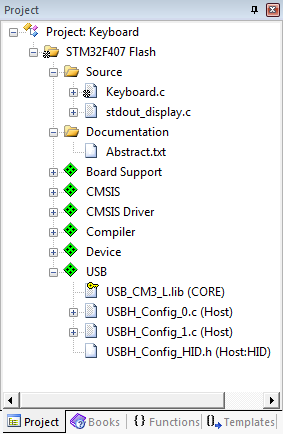 Project
Project: Keyboard
STM32F407 Flash
Source
Keyboard.c
stdout_display.c
Documentation
Abstract.txt
Board Support
CMSIS
CMSIS Driver
Compiler
Device
USB
USB_CM3_L.lib (CORE)
USBH_Config_0.c (Host)
USBH_Config_1.c (Host)
USBH_Config_HID.h (Host:HID)
Project Books {} Functions 0 Templates